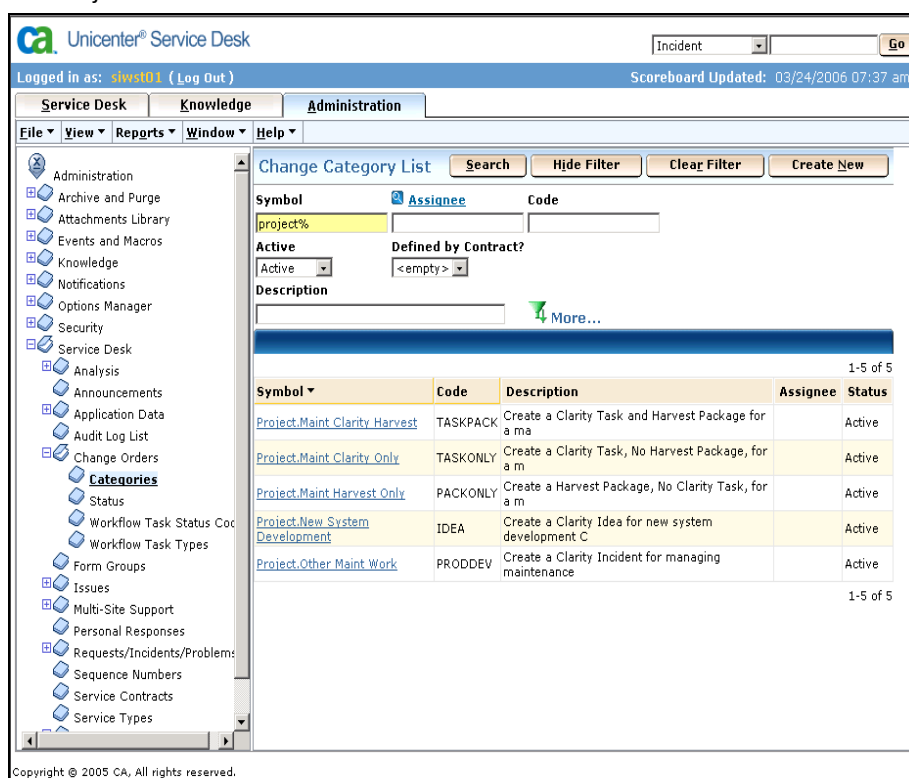 ca Unicenter® Service Desk
Incident Go
Logged in as: siwst01 ( Log Out ) Scoreboard Updated: 03/24/2006 07:37 am
Service Desk Knowledge Administration
File View Reports Window Help
Administration
Archive and Purge
Attachments Library
Events and Macros
Knowledge
Notifications
Options Manager
Security
Service Desk
Analysis
Announcements
Application Data
Audit Log List
Change Orders
Categories
Status
Workflow Task Status Coc
Workflow Task Types
Form Groups
Issues
Multi-Site Support
Personal Responses
Requests/Incidents/Problems
Sequence Numbers
Service Contracts
Service Types
Change Category List Search Hide Filter Clear Filter Create New
Symbol Assignee Code
project%
Active Defined by Contract?
Active <empty>
Description
More...
1-5 of 5
Symbol Code Description Assignee Status
Project.Maint Clarity Harvest TASKPACK Create a Clarity Task and Harvest Package for
a ma Active
Project.Maint Clarity Only TASKONLY Create a Clarity Task, No Harvest Package, for
a m Active
Project.Maint Harvest Only PACKONLY Create a Harvest Package, No Clarity Task, for
a m Active
Project.New System
Development IDEA Create a Clarity Idea for new system
development C Active
Project.Other Maint Work PRODDEV Create a Clarity Incident for managing
maintenance Active
1-5 of 5
Copyright © 2005 CA, All rights reserved.